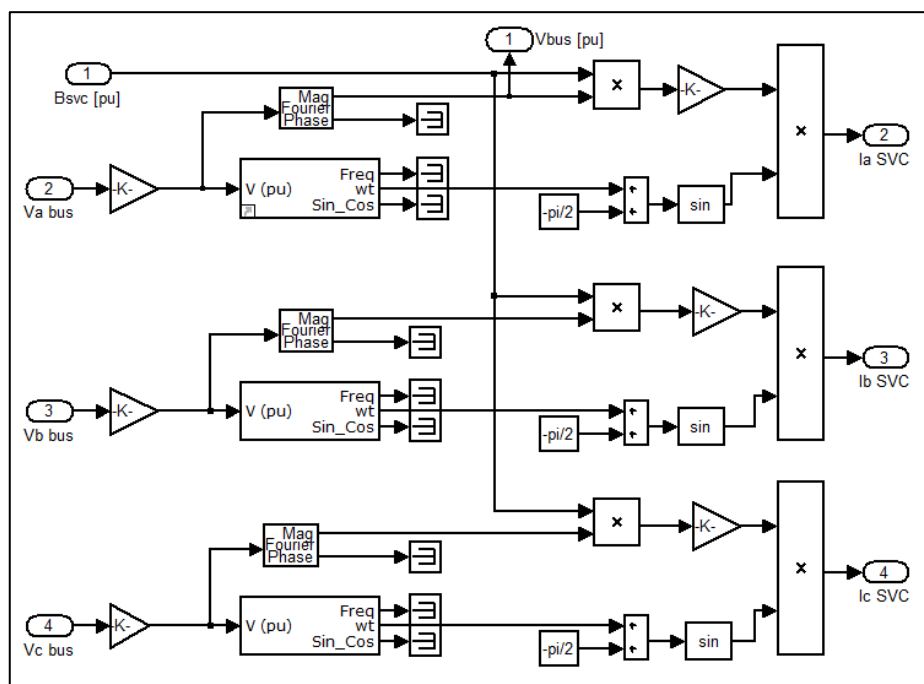 1
Vbus [pu]
1
Bsvc [pu]
Mag
Fourier
Phase
×
-K-
×
2
Ia SVC
2
Va bus
-K-
V (pu)
Freq
wt
Sin_Cos
-pi/2
+
+
sin
Mag
Fourier
Phase
×
-K-
×
3
Ib SVC
3
Vb bus
-K-
V (pu)
Freq
wt
Sin_Cos
-pi/2
+
+
sin
Mag
Fourier
Phase
×
-K-
×
4
Ic SVC
4
Vc bus
-K-
V (pu)
Freq
wt
Sin_Cos
-pi/2
+
+
sin